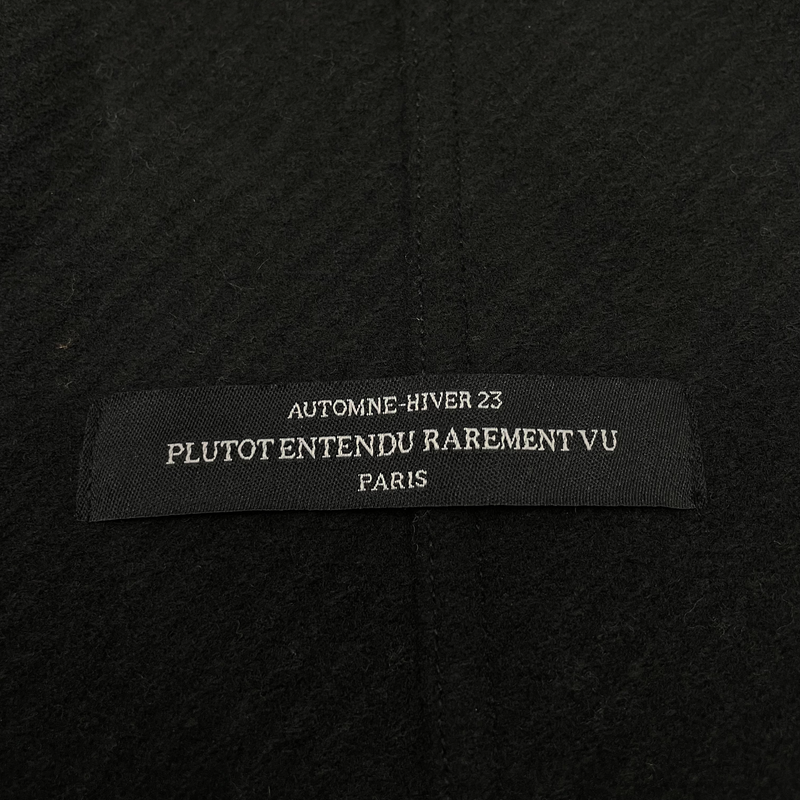 AUTOMNE-HIVER 23
PLUTOT ENTENDU RAREMENT VU
PARIS